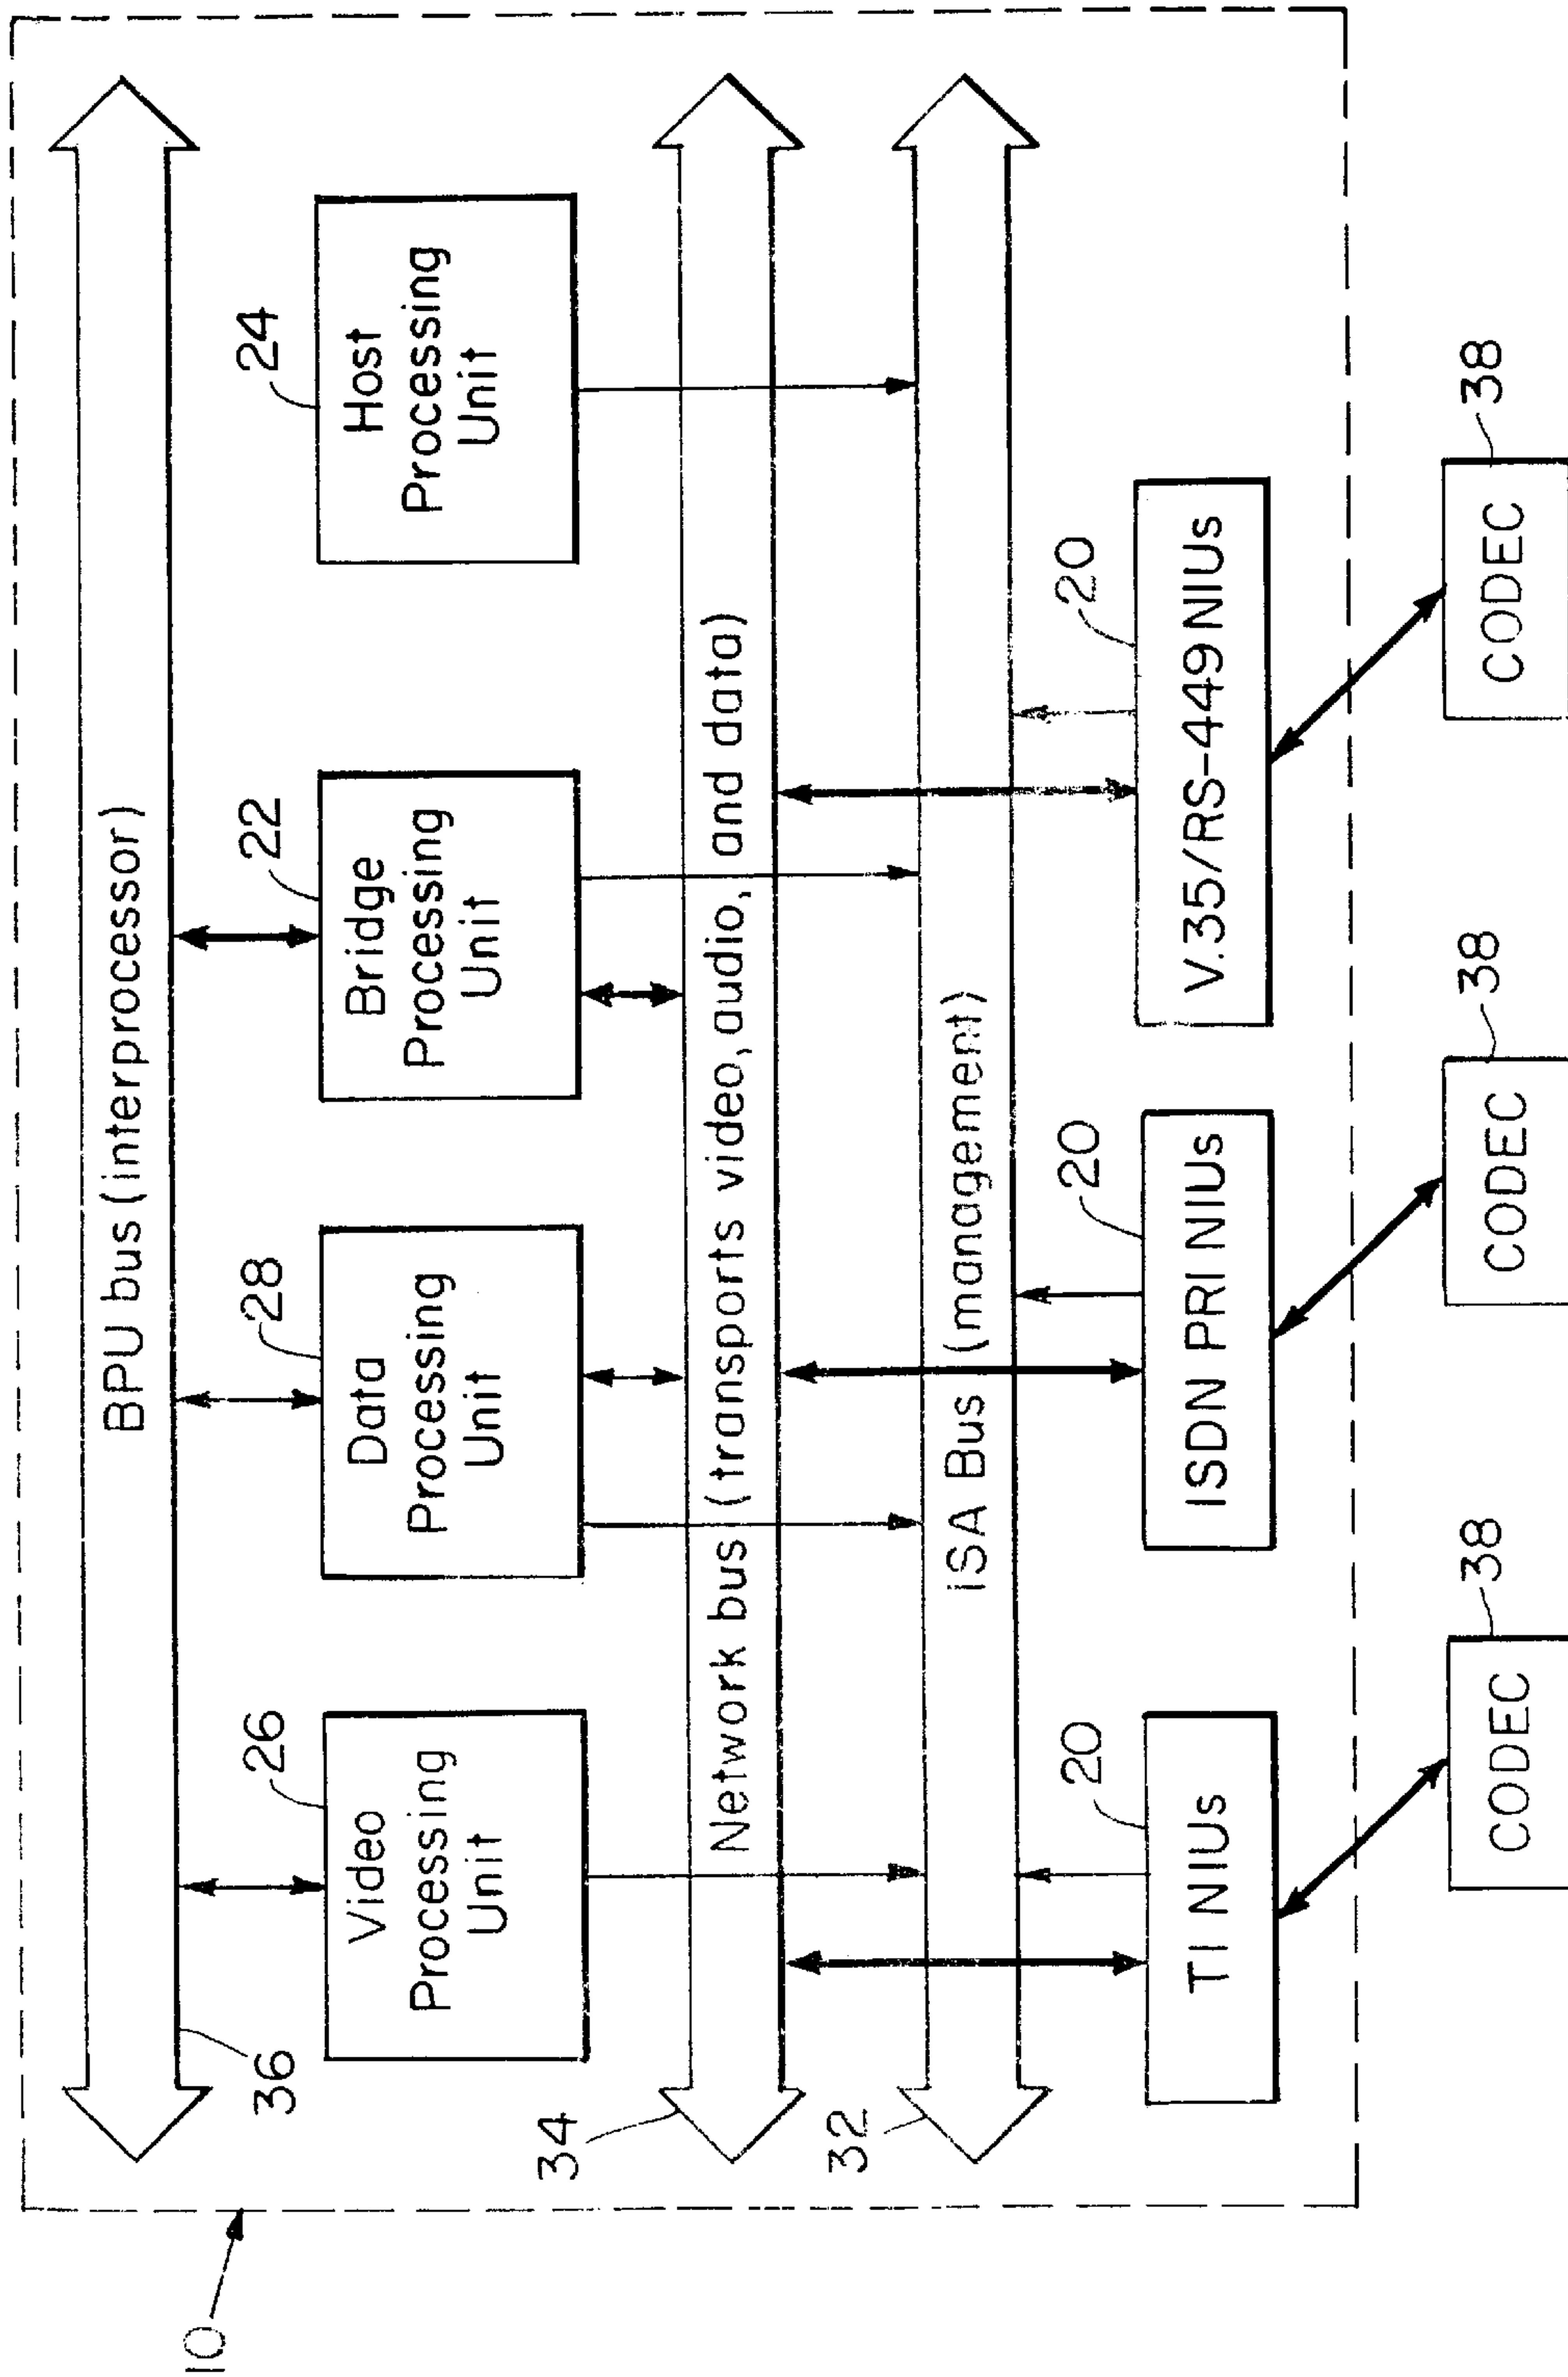 10
BPU bus (interprocessor)
36
26
28
22
24
Video
Processing
Unit
Data
Processing
Unit
Bridge
Processing
Unit
Host
Processing
Unit
34
Network bus (transports video, audio, and data)
32
ISA Bus (management)
20
20
20
T1 NIUs
ISDN PRI NIUs
V.35/RS-449 NIUs
38
38
38
CODEC
CODEC
CODEC